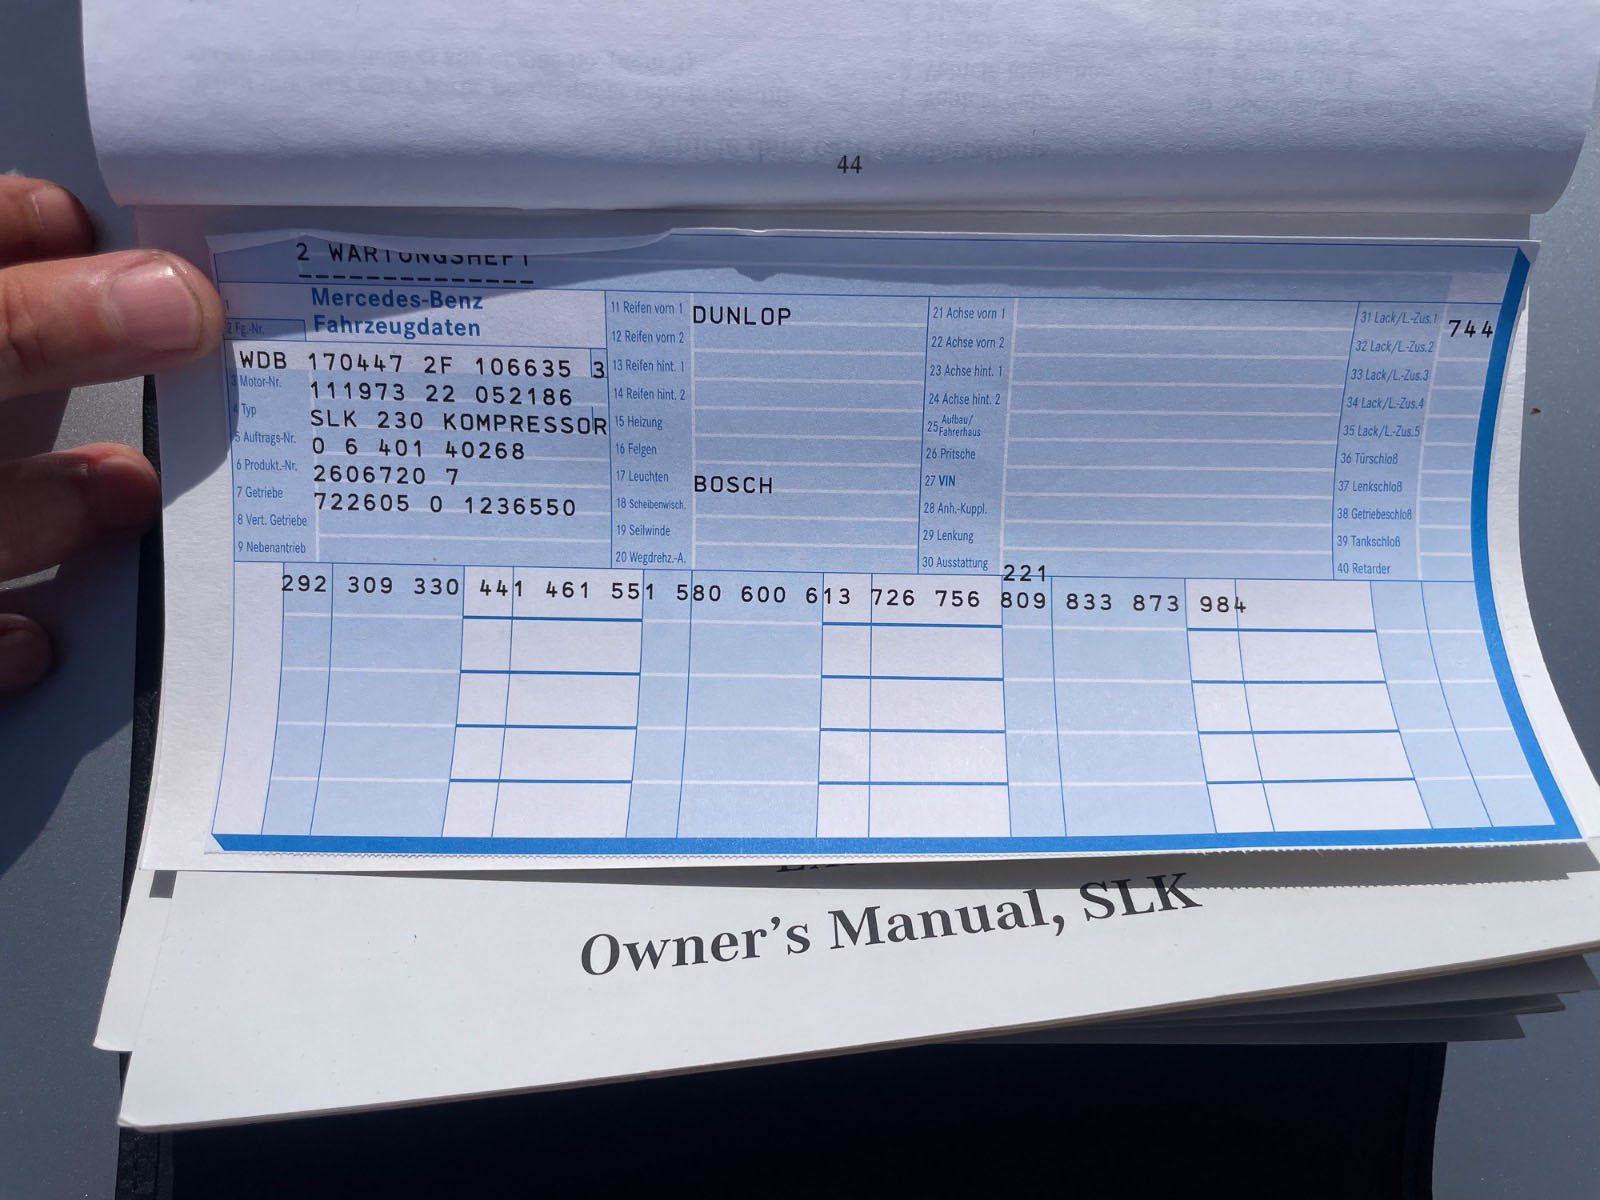 44
2 WARTUNGSHEFT
Mercedes-Benz
Fahrzeugdaten
1
2 Fg.-Nr.
WDB 170447 2F 106635 3
3 Motor-Nr.
111973 22 052186
4 Typ
SLK 230 KOMPRESSOR
5 Auftrags-Nr.
0 6 401 40268
6 Produkt.-Nr.
2606720 7
7 Getriebe
722605 0 1236550
8 Vert. Getriebe
9 Nebenantrieb
11 Reifen vorn 1
DUNLOP
12 Reifen vorn 2
13 Reifen hint. 1
14 Reifen hint. 2
15 Heizung
16 Felgen
17 Leuchten
BOSCH
18 Scheibenwisch.
19 Seilwinde
20 Wegdrehz.-A.
21 Achse vorn 1
22 Achse vorn 2
23 Achse hint. 1
24 Achse hint. 2
25 Aufbau/
Fahrerhaus
26 Pritsche
27 VIN
28 Anh.-Kuppl.
29 Lenkung
30 Ausstattung
221
31 Lack/L.-Zus.1
744
32 Lack/L.-Zus.2
33 Lack/L.-Zus.3
34 Lack/L.-Zus.4
35 Lack/L.-Zus.5
36 Türschloß
37 Lenkschloß
38 Getriebeschloß
39 Tankschloß
40 Retarder
292 309 330 441 461 551 580 600 613 726 756 809 833 873 984
Owner's Manual, SLK